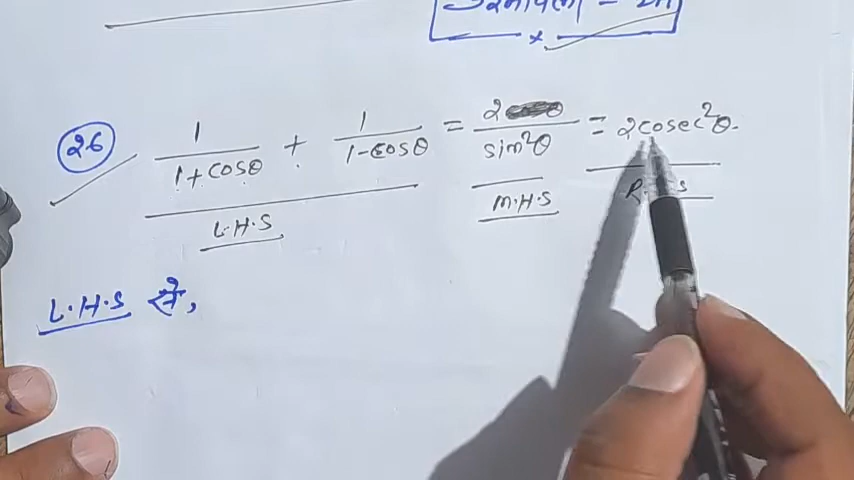 26 1/(1+cosθ) + 1/(1-cosθ) = 2/sin²θ = 2cosec²θ.
L.H.S M.H.S
L.H.S से,